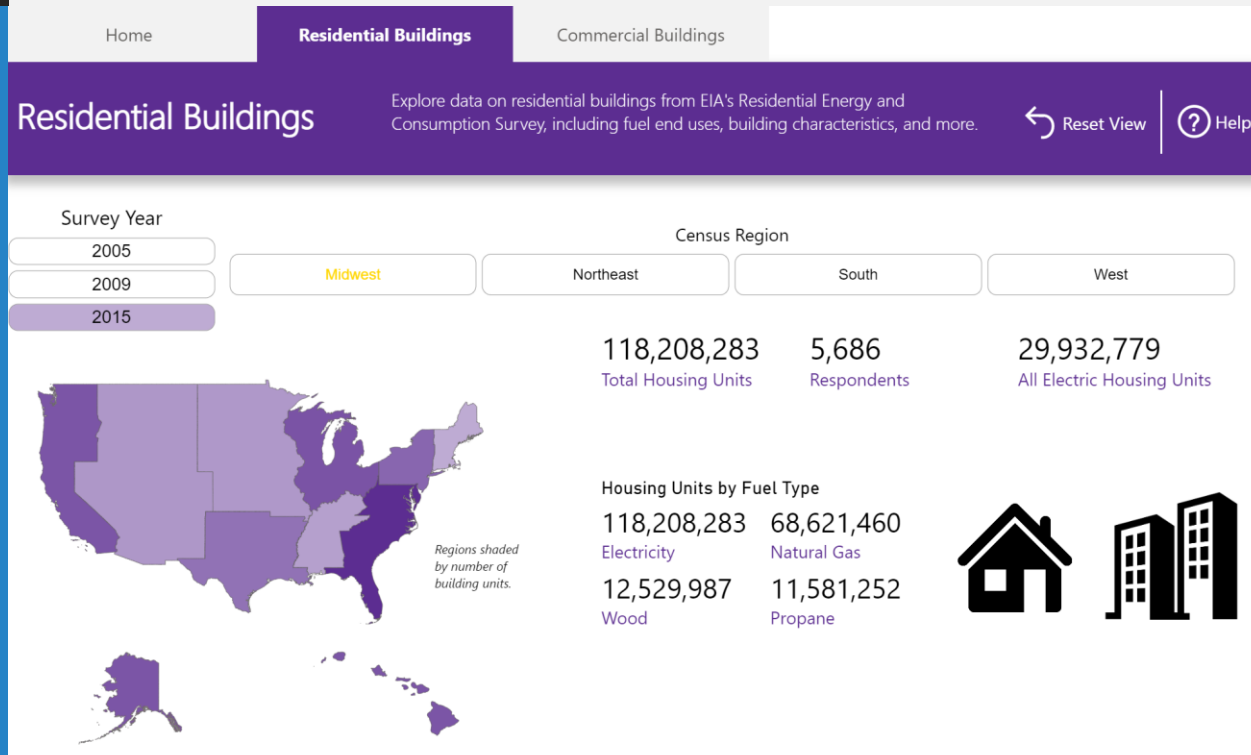 Home
Residential Buildings
Commercial Buildings
Residential Buildings
Explore data on residential buildings from EIA's Residential Energy and
Consumption Survey, including fuel end uses, building characteristics, and more.
Reset View
? Help
Survey Year
2005
2009
2015
Census Region
Midwest
Northeast
South
West
118,208,283
Total Housing Units
5,686
Respondents
29,932,779
All Electric Housing Units
Regions shaded
by number of
building units.
Housing Units by Fuel Type
118,208,283
Electricity
68,621,460
Natural Gas
12,529,987
Wood
11,581,252
Propane